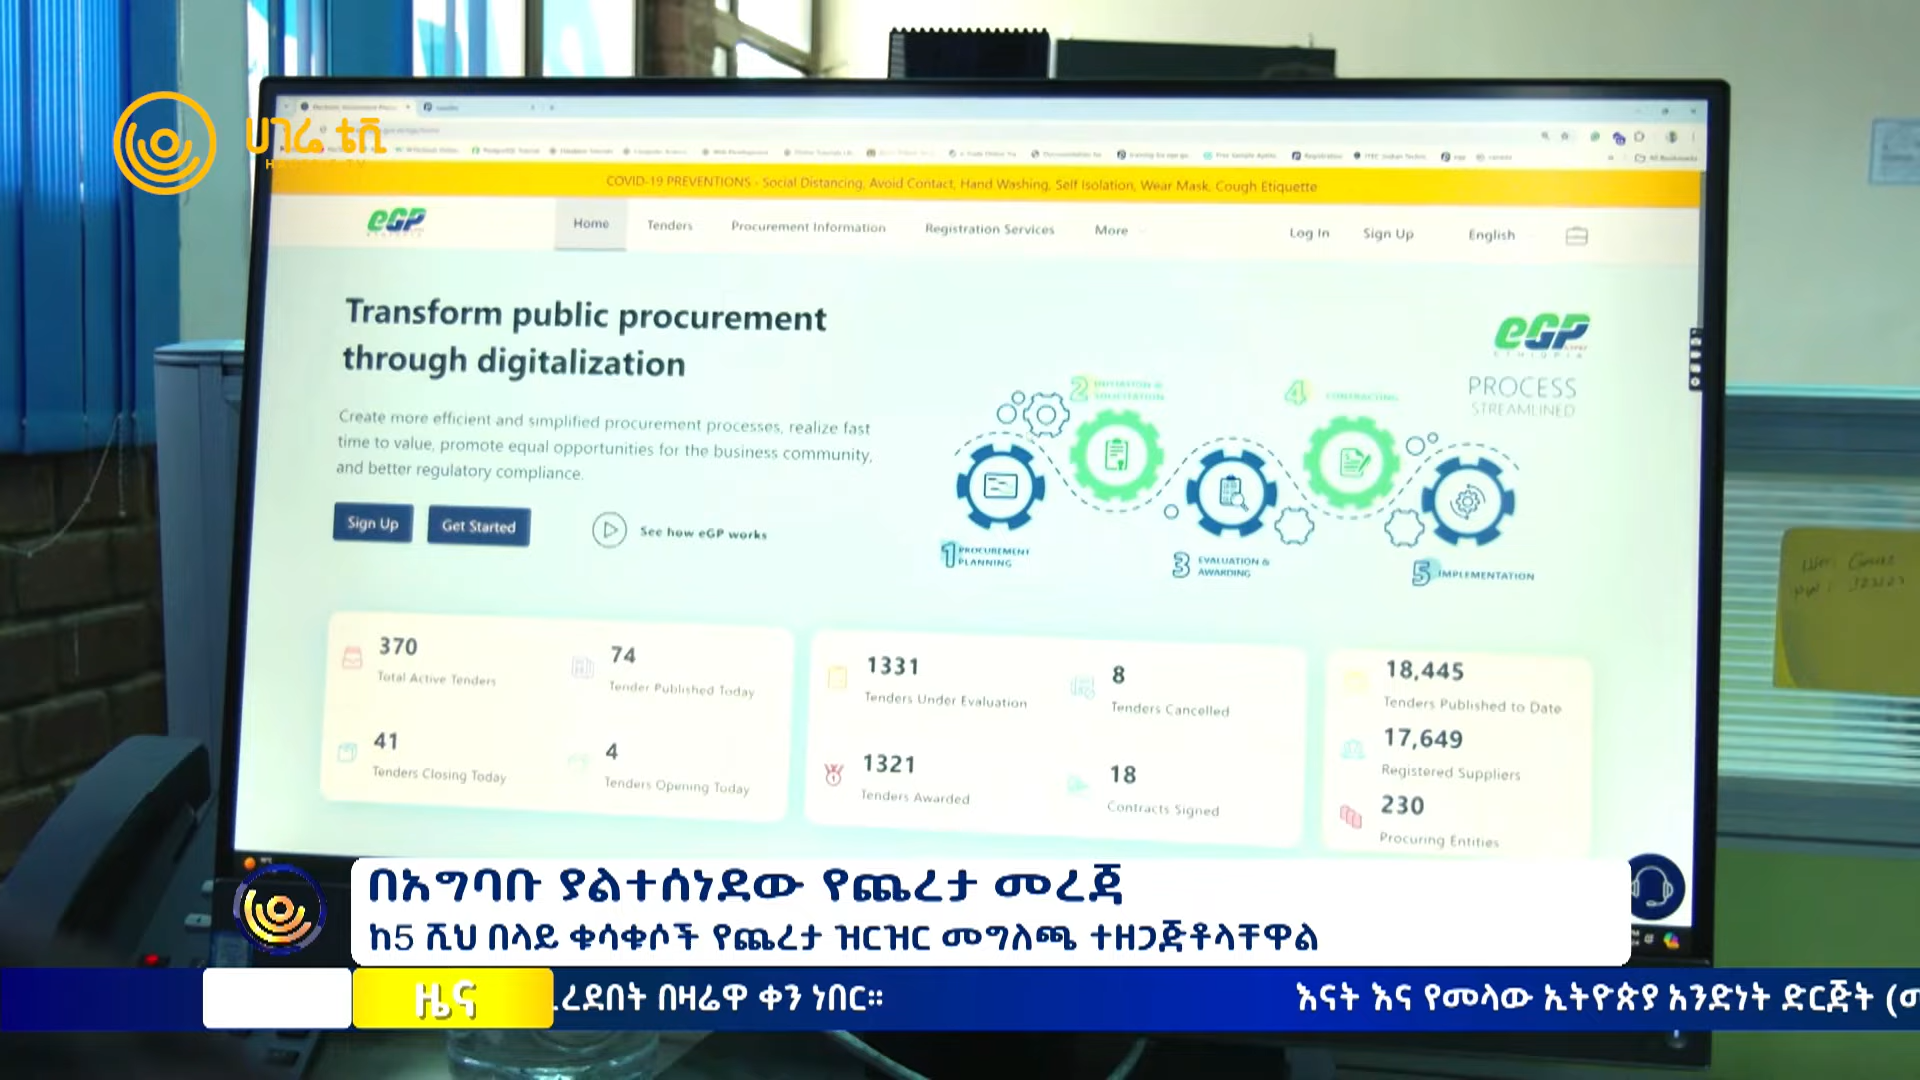 ሀገሬ ቴቪ
COVID-19 PREVENTIONS - Social Distancing, Avoid Contact, Hand Washing, Self Isolation, Wear Mask, Cough Etiquette
eGP
Home Tenders Procurement Information Registration Services More Log In Sign Up English
Transform public procurement
through digitalization
Create more efficient and simplified procurement processes, realize fast
time to value, promote equal opportunities for the business community,
and better regulatory compliance.
Sign Up Get Started See how eGP works
eGP
ETHIOPIA
PROCESS
STREAMLINED
1 PROCUREMENT
PLANNING
2 INITIATION &
SOLICITATION
3 EVALUATION &
AWARDING
4 CONTRACTING
5 IMPLEMENTATION
370
Total Active Tenders
74
Tender Published Today
41
Tenders Closing Today
4
Tenders Opening Today
1331
Tenders Under Evaluation
8
Tenders Cancelled
1321
Tenders Awarded
18
Contracts Signed
18,445
Tenders Published to Date
17,649
Registered Suppliers
230
Procuring Entities
በአግባቡ ያልተሰነደው የጨረታ መረጃ
ከ5 ሺህ በላይ ቁሳቁሶች የጨረታ ዝርዝር መግለጫ ተዘጋጅቶላቸዋል
ዜና
.ረደበት በዛሬዋ ቀን ነበር።
እናት እና የመላው ኢትዮጵያ አንድነት ድርጅት (መ